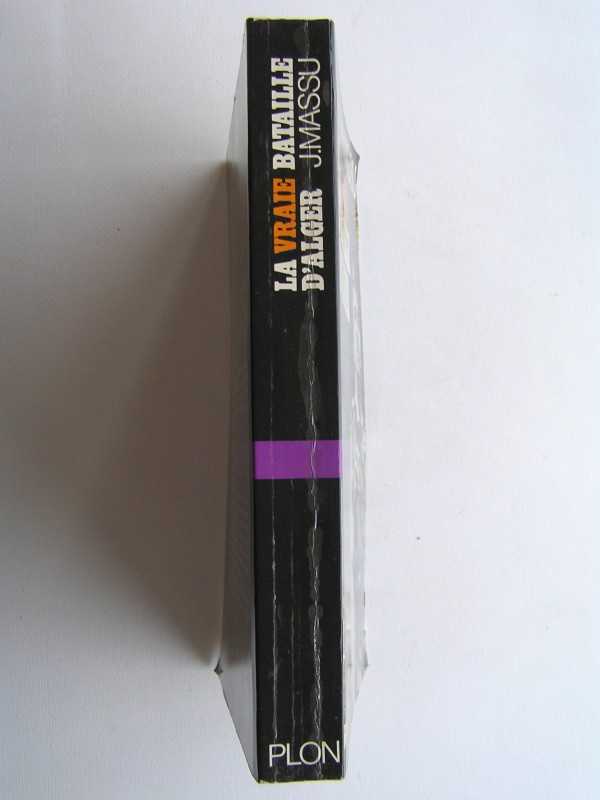 LA VRAIE BATAILLE
D'ALGER J.MASSU
PLON